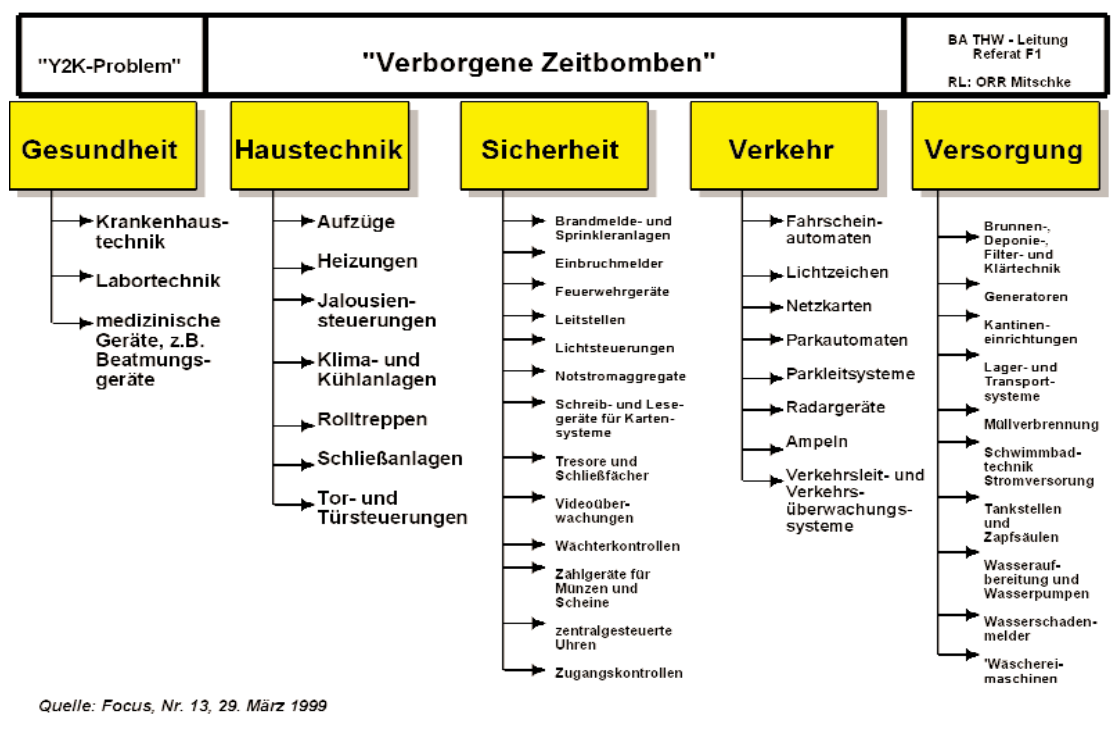 "Y2K-Problem"
"Verborgene Zeitbomben"
BA THW - Leitung
Referat F1
RL: ORR Mitschke
Gesundheit
Krankenhaus-
technik
Labortechnik
medizinische
Geräte, z.B.
Beatmungs-
geräte
Haustechnik
Aufzüge
Heizungen
Jalousien-
steuerungen
Klima- und
Kühlanlagen
Rolltreppen
Schließanlagen
Tor- und
Türsteuerungen
Sicherheit
Brandmelde- und
Sprinkleranlagen
Einbruchmelder
Feuerwehrgeräte
Leitstellen
Lichtsteuerungen
Notstromaggregate
Schreib- und Lese-
geräte für Karten-
systeme
Tresore und
Schließfächer
Videoüber-
wachungen
Wächterkontrollen
Zählgeräte für
Münzen und
Scheine
zentralgesteuerte
Uhren
Zugangskontrollen
Verkehr
Fahrschein-
automaten
Lichtzeichen
Netzkarten
Parkautomaten
Parkleitsysteme
Radargeräte
Ampeln
Verkehrsleit- und
Verkehrs-
überwachungs-
systeme
Versorgung
Brunnen-,
Deponie-,
Filter- und
Klärtechnik
Generatoren
Kantinen-
einrichtungen
Lager- und
Transport-
systeme
Müllverbrennung
Schwimmbad-
technik
Stromversorung
Tankstellen
und
Zapfsäulen
Wasserauf-
bereitung und
Wasserpumpen
Wasserschaden-
melder
'Wäscherei-
maschinen
Quelle: Focus, Nr. 13, 29. März 1999